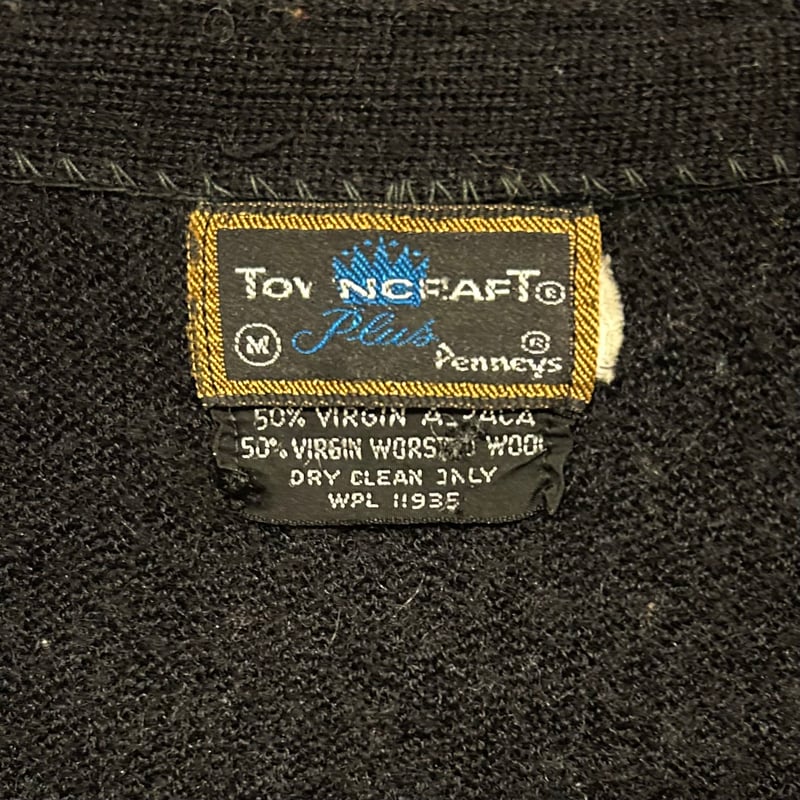 TOWNCRAFT®
Plus
M
Penneys®
50% VIRGIN ALPACA
50% VIRGIN WORSTED WOOL
DRY CLEAN ONLY
WPL 11935